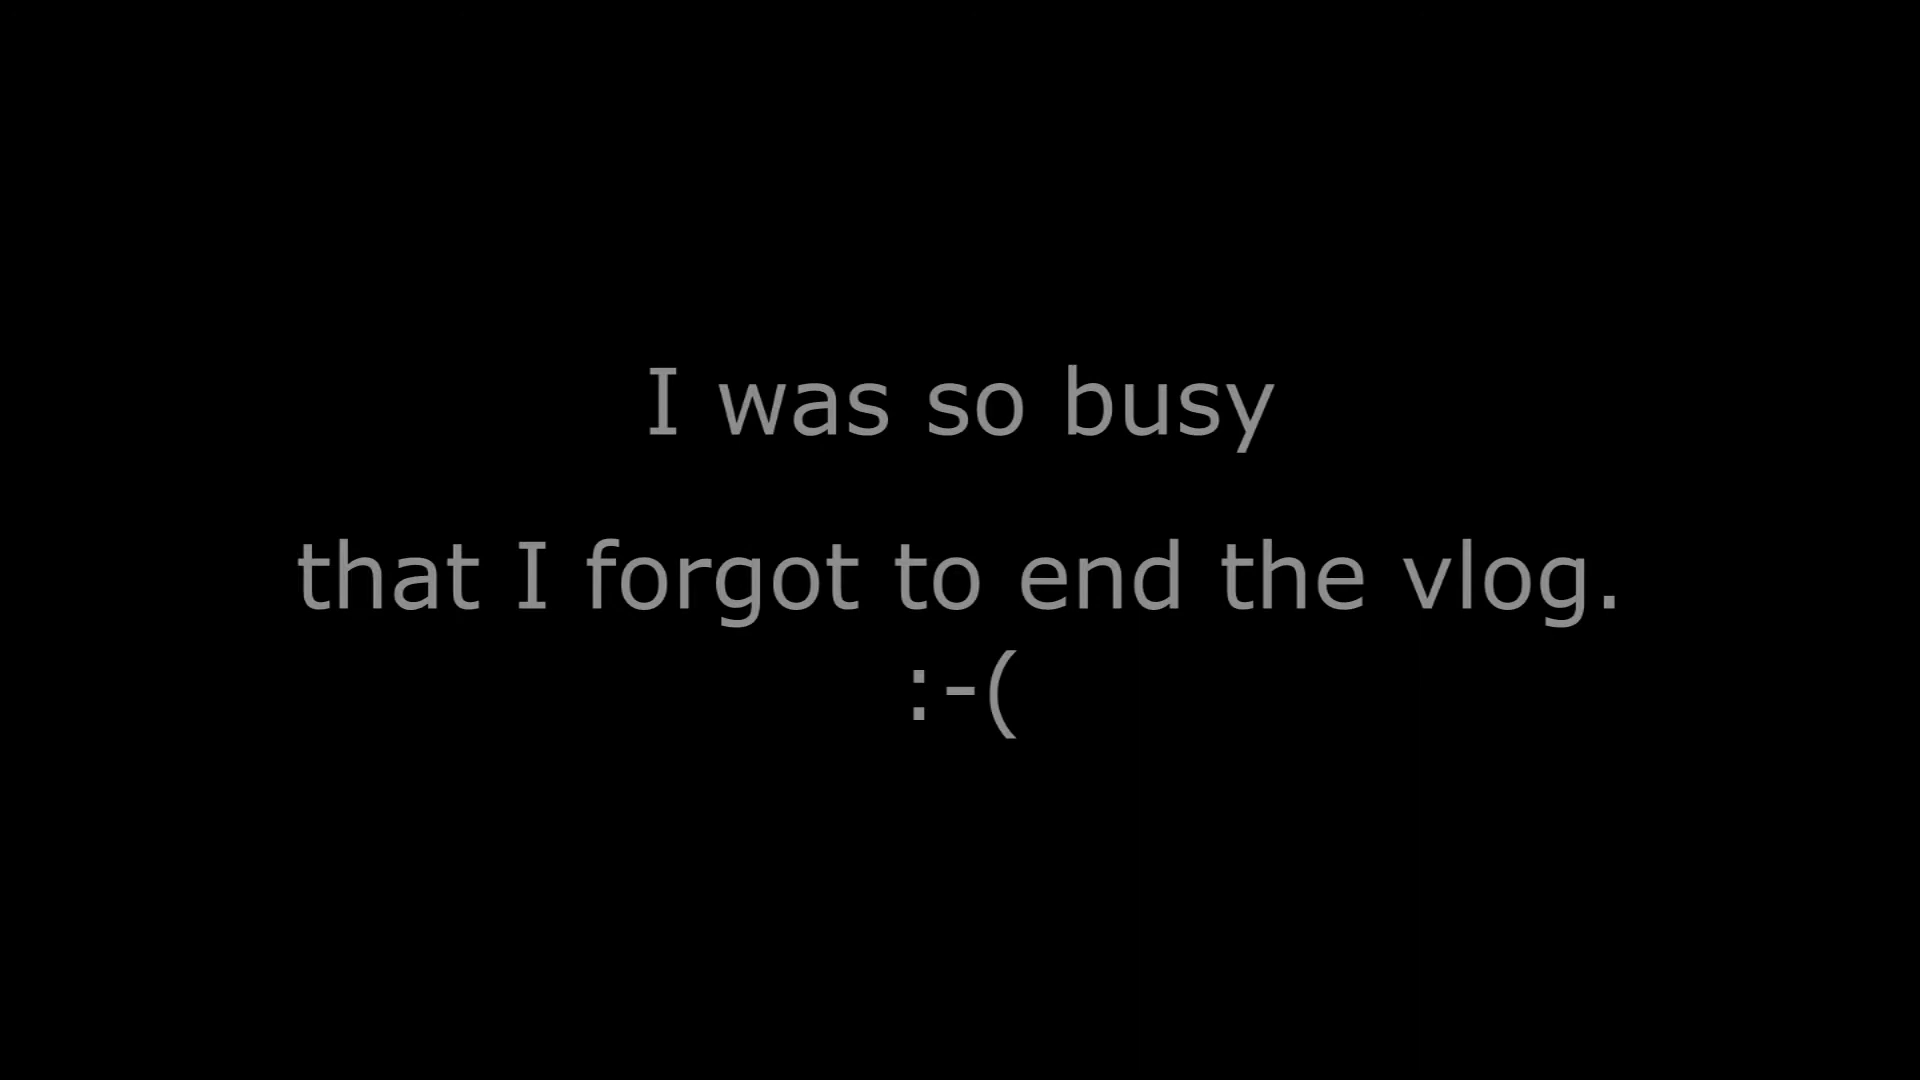 I was so busy
that I forgot to end the vlog.
:-(